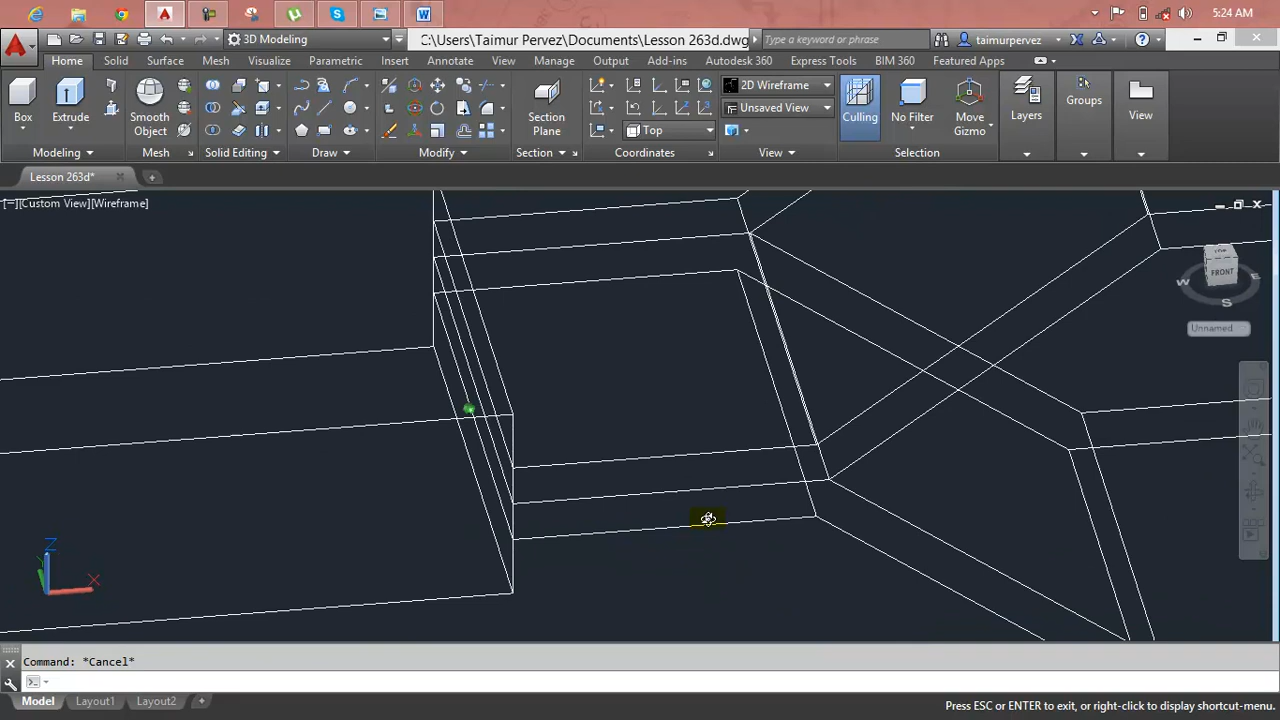 5:24 AM
3D Modeling
C:\Users\Taimur Pervez\Documents\Lesson 263d.dwg
Type a keyword or phrase
taimurpervez
Home Solid Surface Mesh Visualize Parametric Insert Annotate View Manage Output Add-ins Autodesk 360 Express Tools BIM 360 Featured Apps
2D Wireframe
Unsaved View
Top
Box
Extrude
Smooth Object
Section Plane
Culling
No Filter
Move Gizmo
Layers
Groups
View
Modeling Mesh Solid Editing Draw Modify Section Coordinates View Selection
Lesson 263d*
[−][Custom View][Wireframe]
TOP
FRONT
W
E
S
Unnamed
Z
Y
X
Command: *Cancel*
Model Layout1 Layout2
Press ESC or ENTER to exit, or right-click to display shortcut-menu.